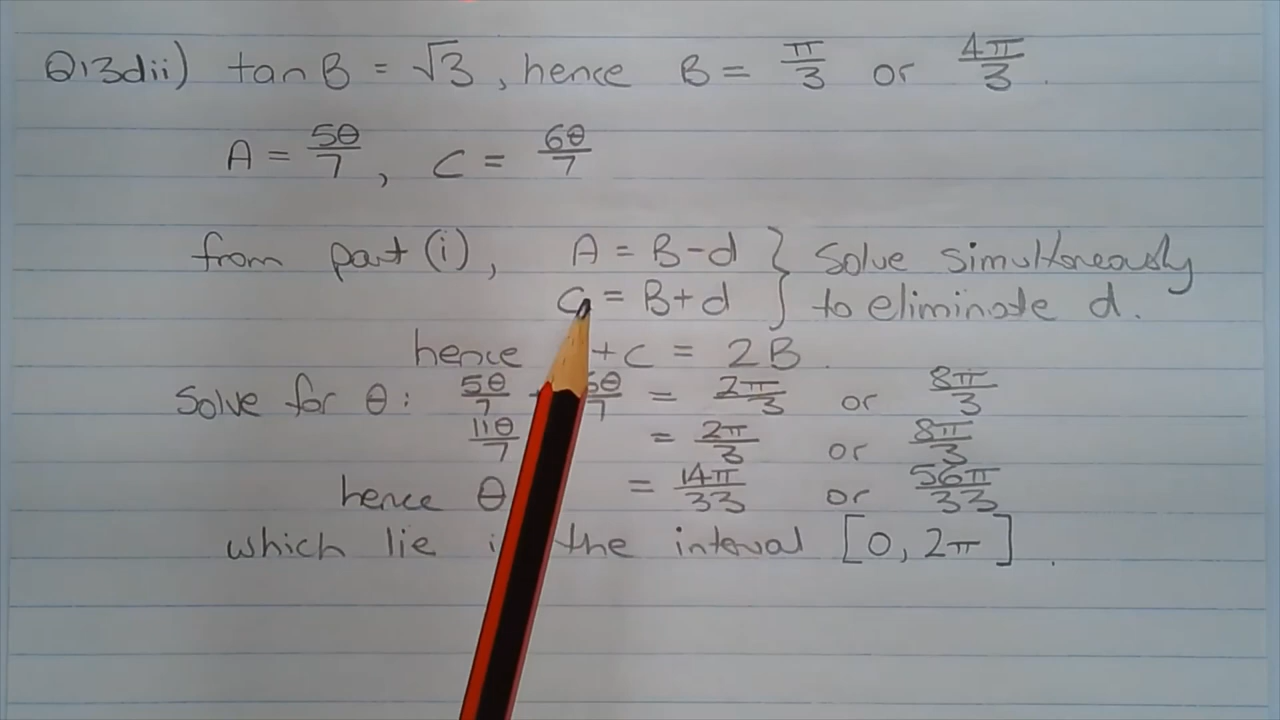 Q13dii) tan B = √3, hence B = π/3 or 4π/3.
A = 5θ/7, C = 6θ/7
from part (i), A = B-d } Solve simultaneously
C = B+d } to eliminate d.
hence +C = 2B.
Solve for θ: 5θ/7 6θ/7 = 2π/3 or 8π/3
11θ/7 = 2π/3 or 8π/3
hence θ = 14π/33 or 56π/33
which lie the interval [0, 2π].